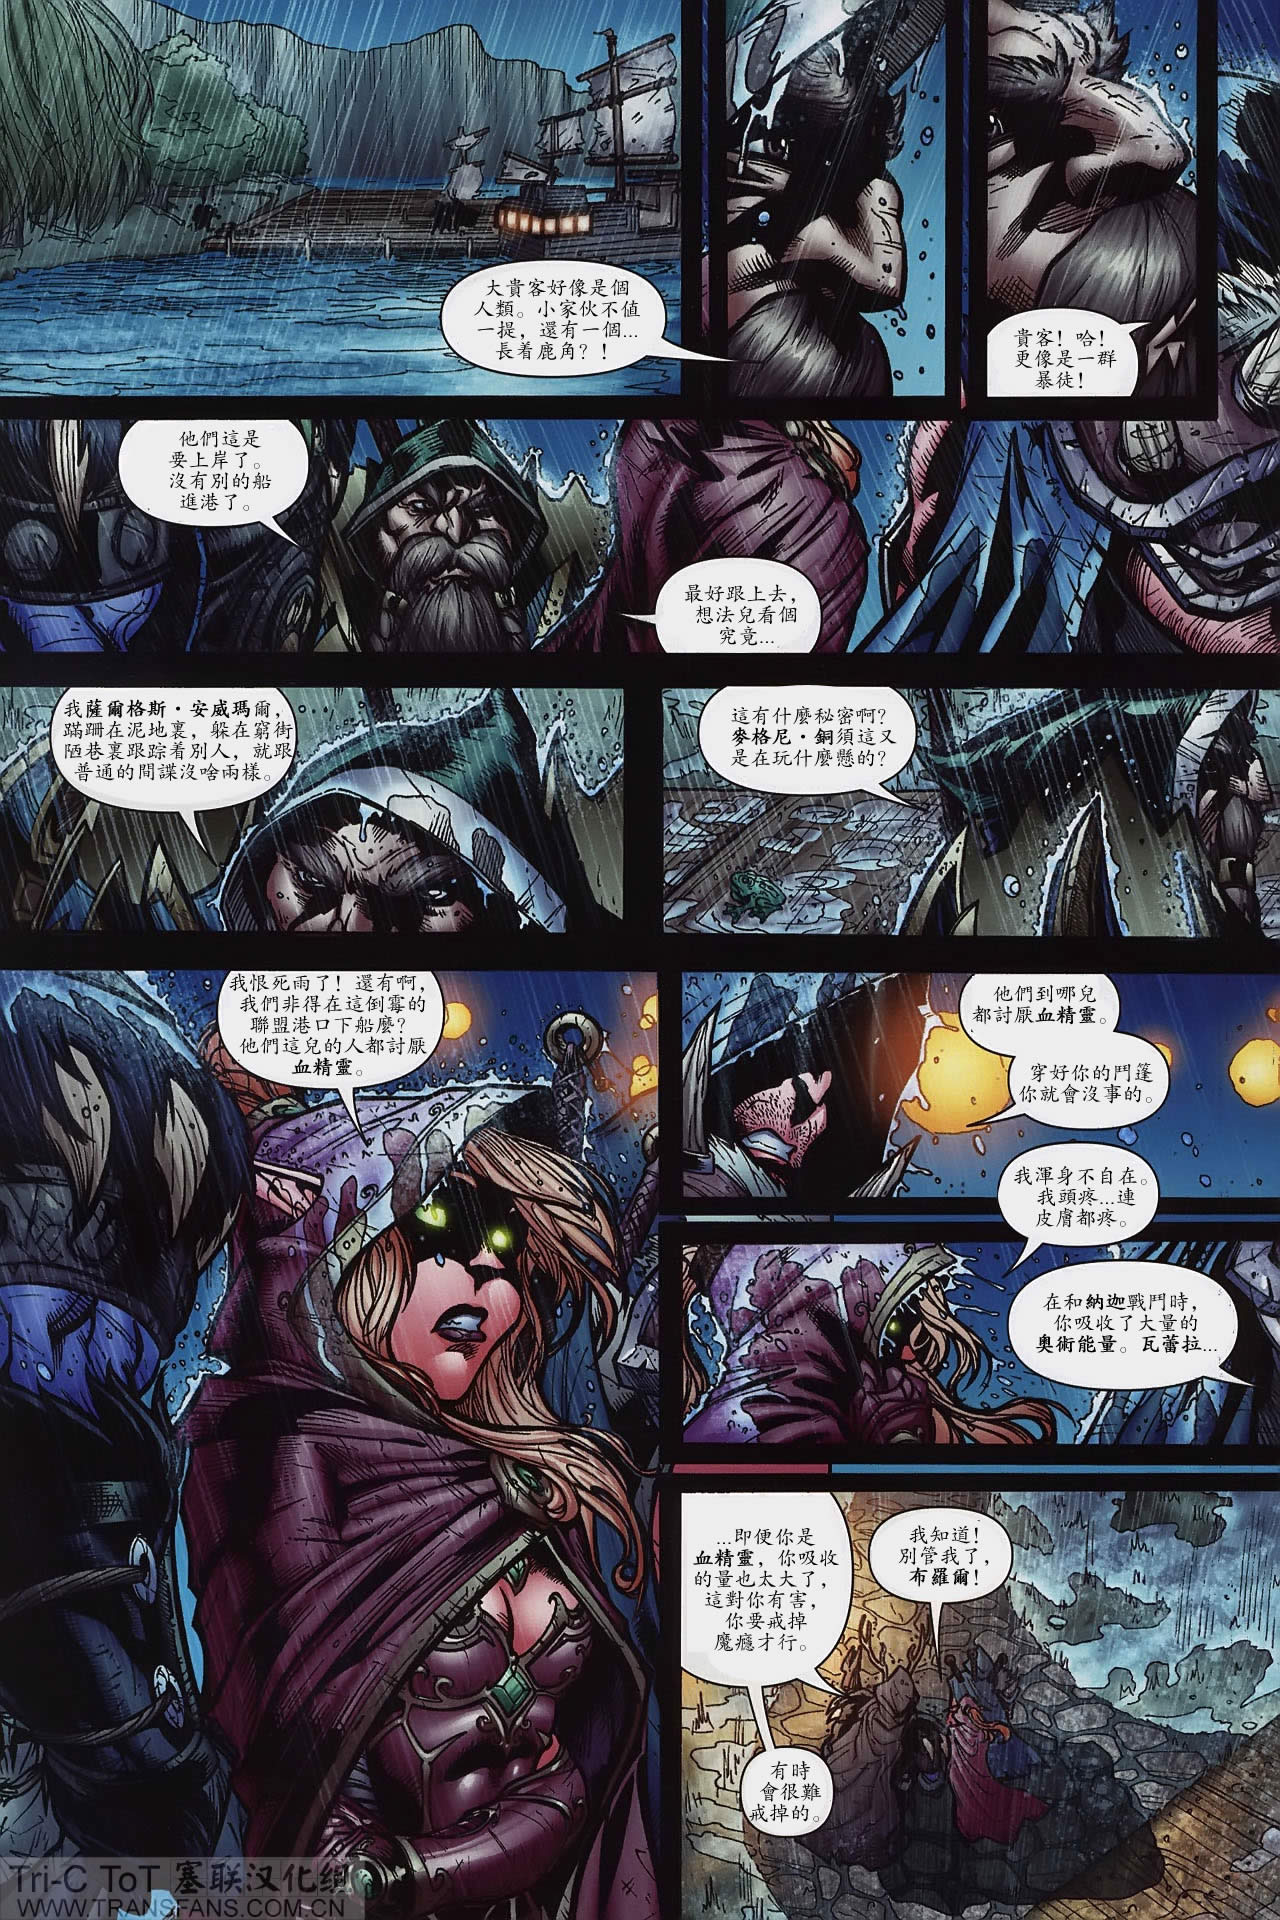 大貴客好像是個
人類。小家伙不值
一提，還有一個...
長着鹿角？!
貴客！哈！
更像是一群
暴徒！
他們這是
要上岸了。
沒有別的船
進港了。
最好跟上去，
想法兒看個
究竟...
我薩爾格斯·安威瑪爾，
蹣跚在泥地裏，躲在窮街
陋巷裏跟踪着別人，就跟
普通的間諜沒啥兩樣。
這有什麼秘密啊？
麥格尼·銅須這又
是在玩什麼懸的？
我恨死雨了！還有啊，
我們非得在這倒霉的
聯盟港口下船麼？
他們這兒的人都討厭
血精靈。
他們到哪兒
都討厭血精靈。
穿好你的鬥篷
你就會沒事的。
我渾身不自在。
我頭疼...連
皮膚都疼。
在和納迦戰鬥時，
你吸收了大量的
奧術能量。瓦蕾拉...
...即便你是
血精靈，你吸收
的量也太大了，
這對你有害，
你要戒掉
魔癮才行。
我知道！
別管我了，
布羅爾！
有時
會很難
戒掉的。
Tri-C ToT 塞联汉化组
WWW.TRANSFANS.COM.CN